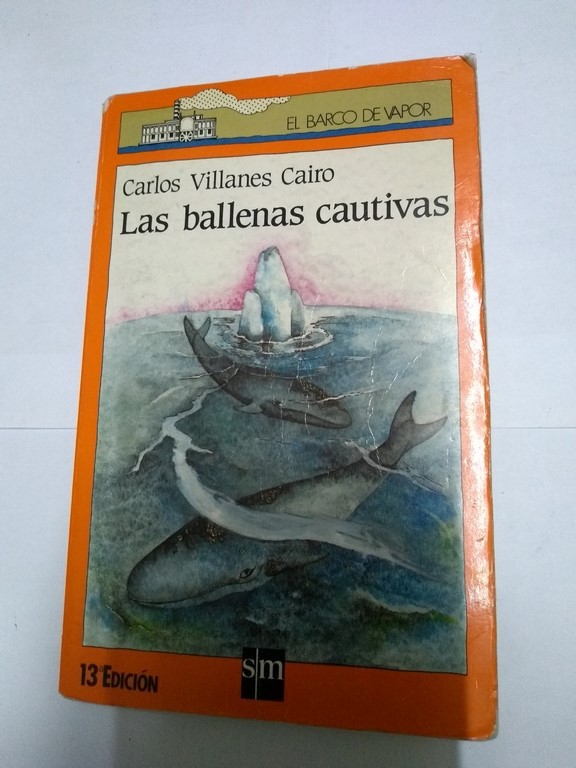 EL BARCO DE VAPOR
Carlos Villanes Cairo
Las ballenas cautivas
13ª EDICIÓN
sm